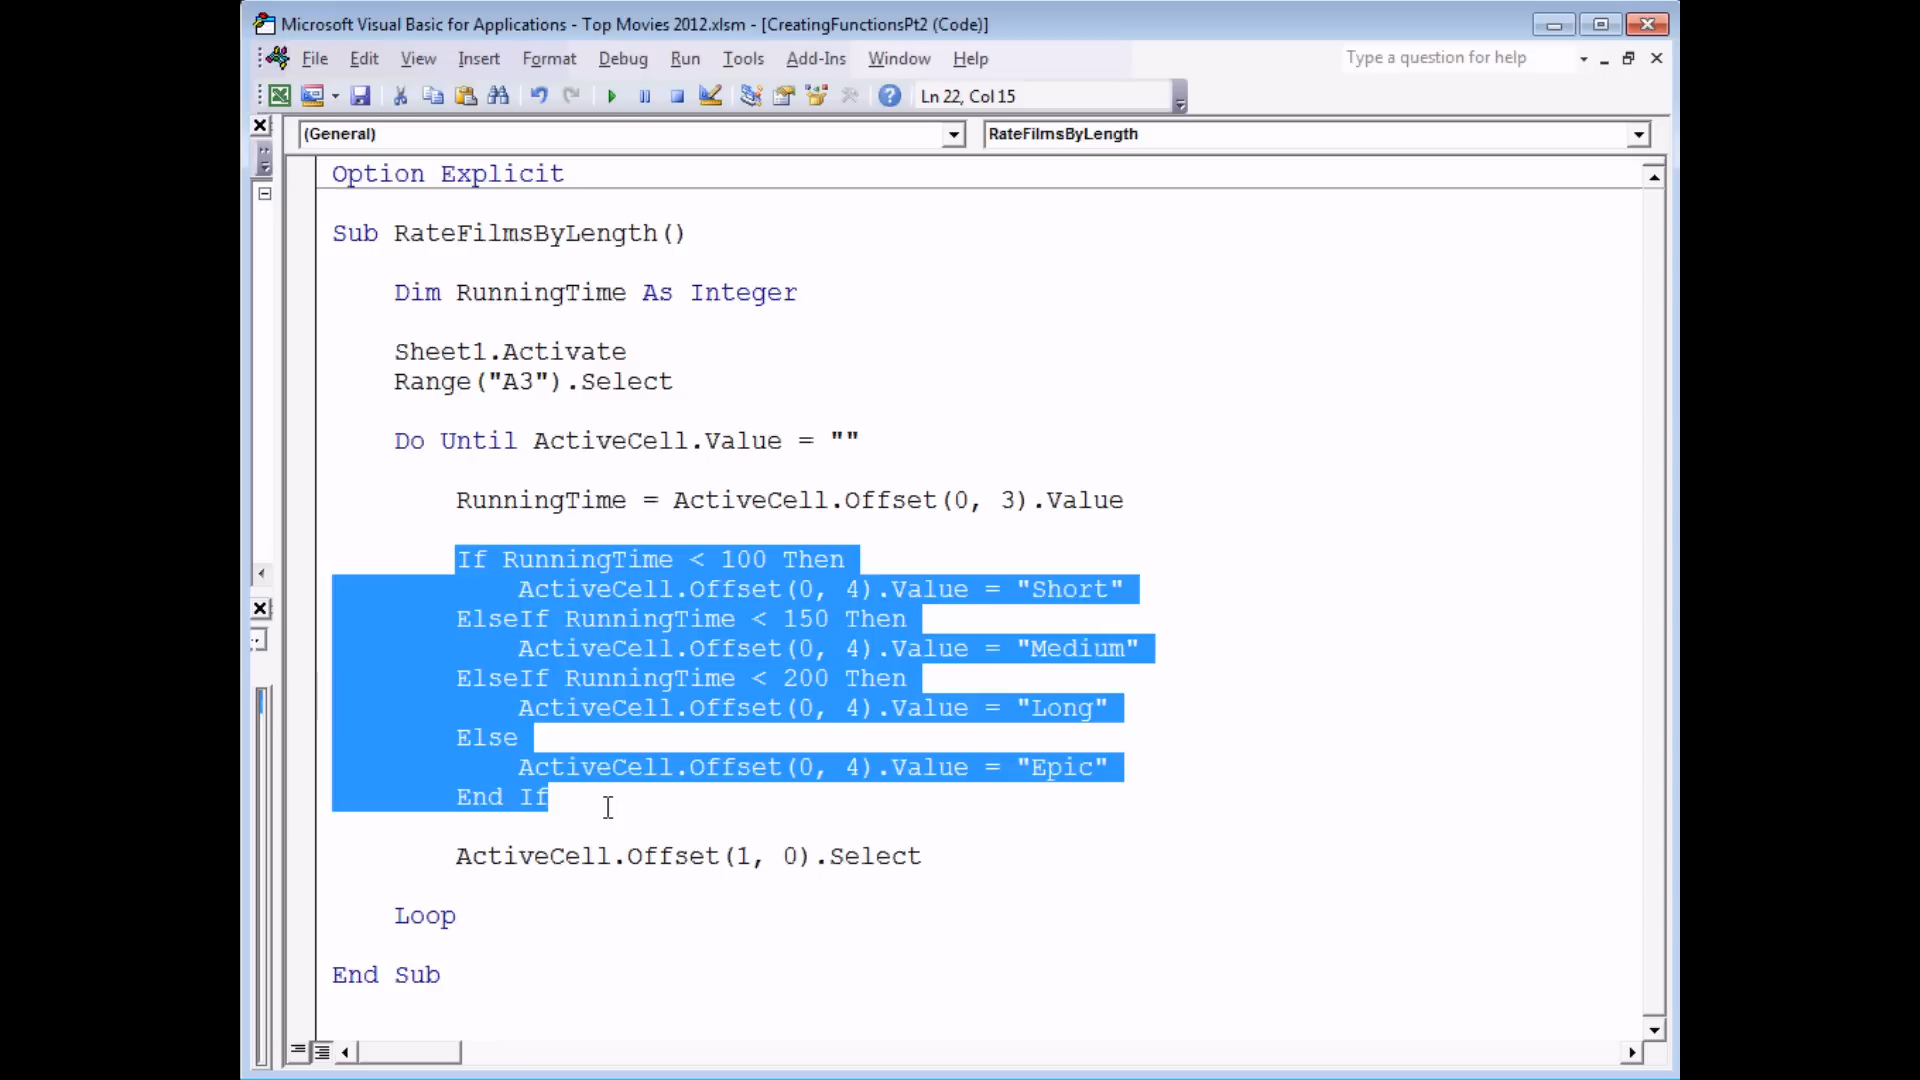 Microsoft Visual Basic for Applications - Top Movies 2012.xlsm - [CreatingFunctionsPt2 (Code)]
File Edit View Insert Format Debug Run Tools Add-Ins Window Help Type a question for help
Ln 22, Col 15
(General) RateFilmsByLength
Option Explicit
Sub RateFilmsByLength()
Dim RunningTime As Integer
Sheet1.Activate
Range("A3").Select
Do Until ActiveCell.Value = ""
RunningTime = ActiveCell.Offset(0, 3).Value
If RunningTime < 100 Then
ActiveCell.Offset(0, 4).Value = "Short"
ElseIf RunningTime < 150 Then
ActiveCell.Offset(0, 4).Value = "Medium"
ElseIf RunningTime < 200 Then
ActiveCell.Offset(0, 4).Value = "Long"
Else
ActiveCell.Offset(0, 4).Value = "Epic"
End If
ActiveCell.Offset(1, 0).Select
Loop
End Sub